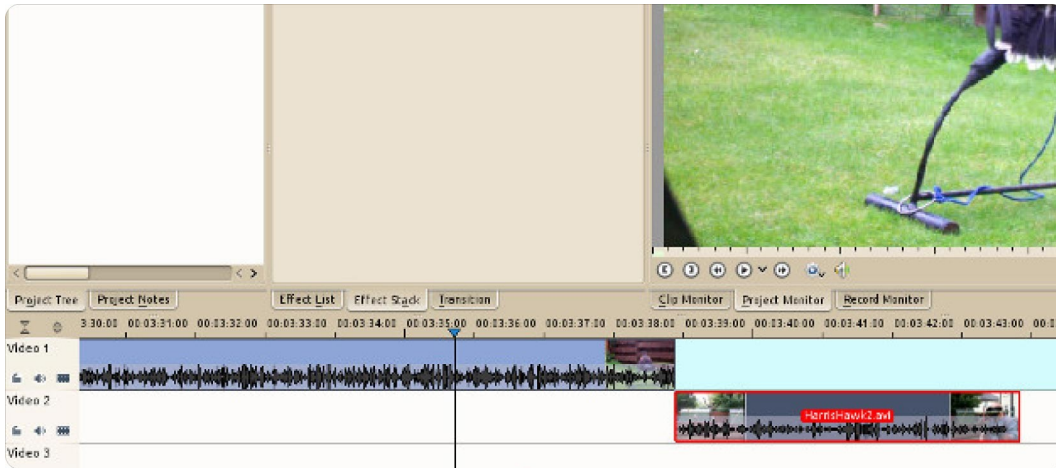 Project Tree Project Notes Effect List Effect Stack Transition Clip Monitor Project Monitor Record Monitor
3:30:00 00:03:31:00 00:03:32:00 00:03:33:00 00:03:34:00 00:03:35:00 00:03:36:00 00:03:37:00 00:03:38:00 00:03:39:00 00:03:40:00 00:03:41:00 00:03:42:00 00:03:43:00
Video 1
Video 2
HarrisHawk2.avi
Video 3